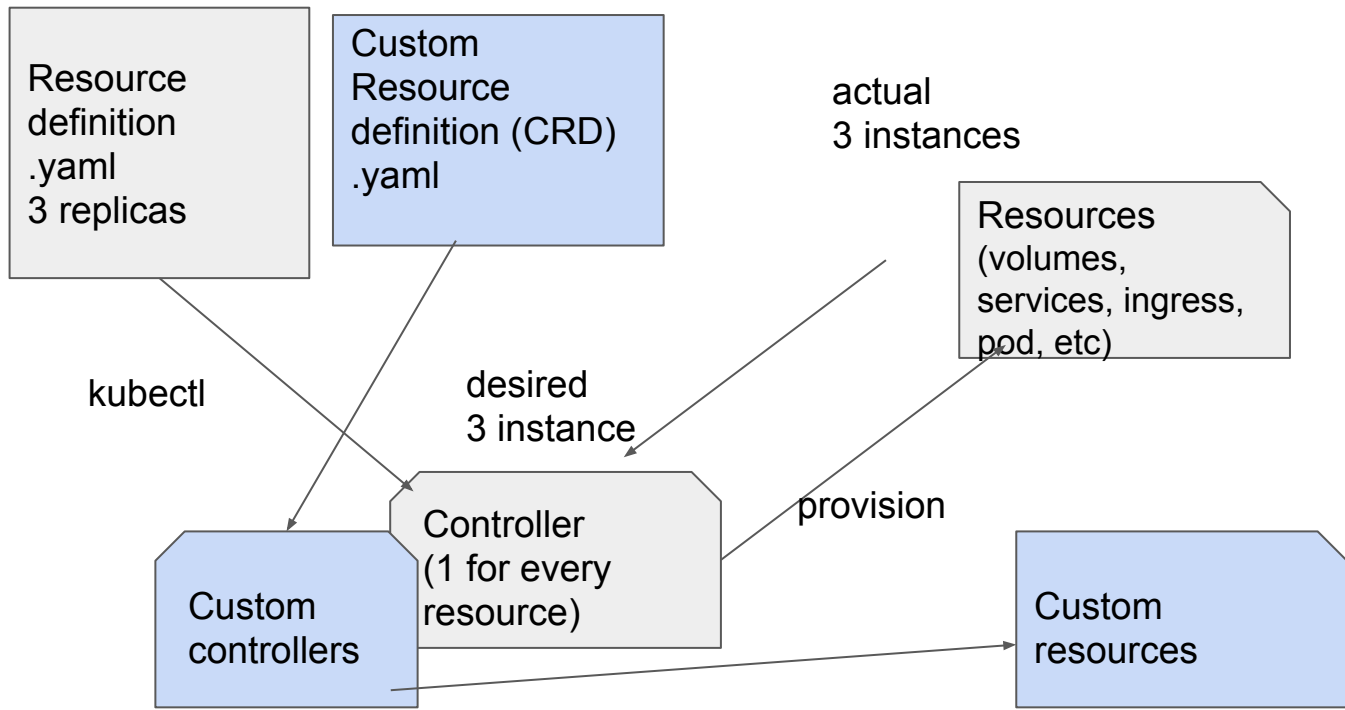 Resource
definition
.yaml
3 replicas
Custom
Resource
definition (CRD)
.yaml
actual
3 instances
Resources
(volumes,
services, ingress,
pod, etc)
kubectl
desired
3 instance
provision
Controller
(1 for every
resource)
Custom
controllers
Custom
resources